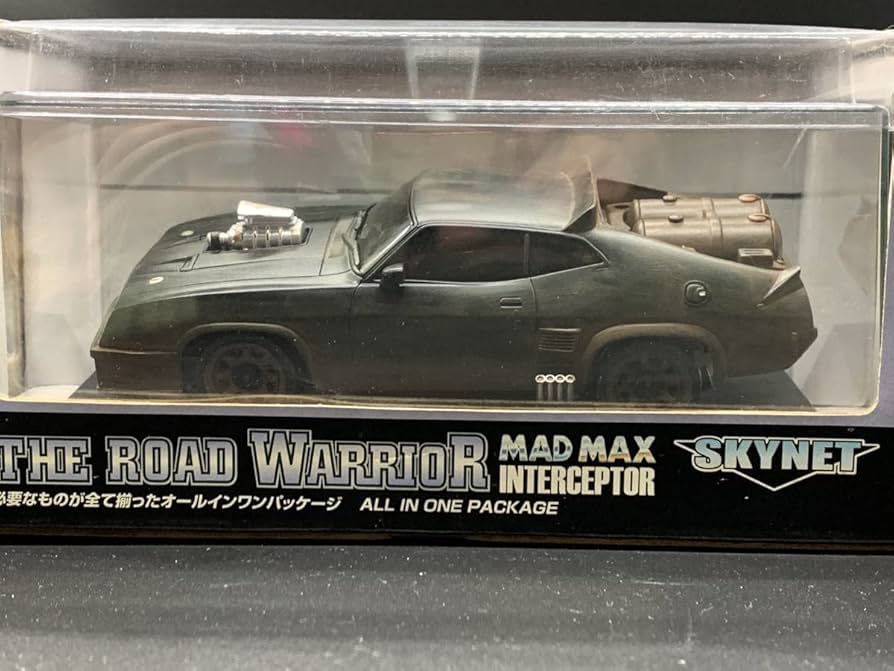 THE ROAD WARRIOR
MAD MAX
INTERCEPTOR
SKYNET
必要なものが全て揃ったオールインワンパッケージ ALL IN ONE PACKAGE